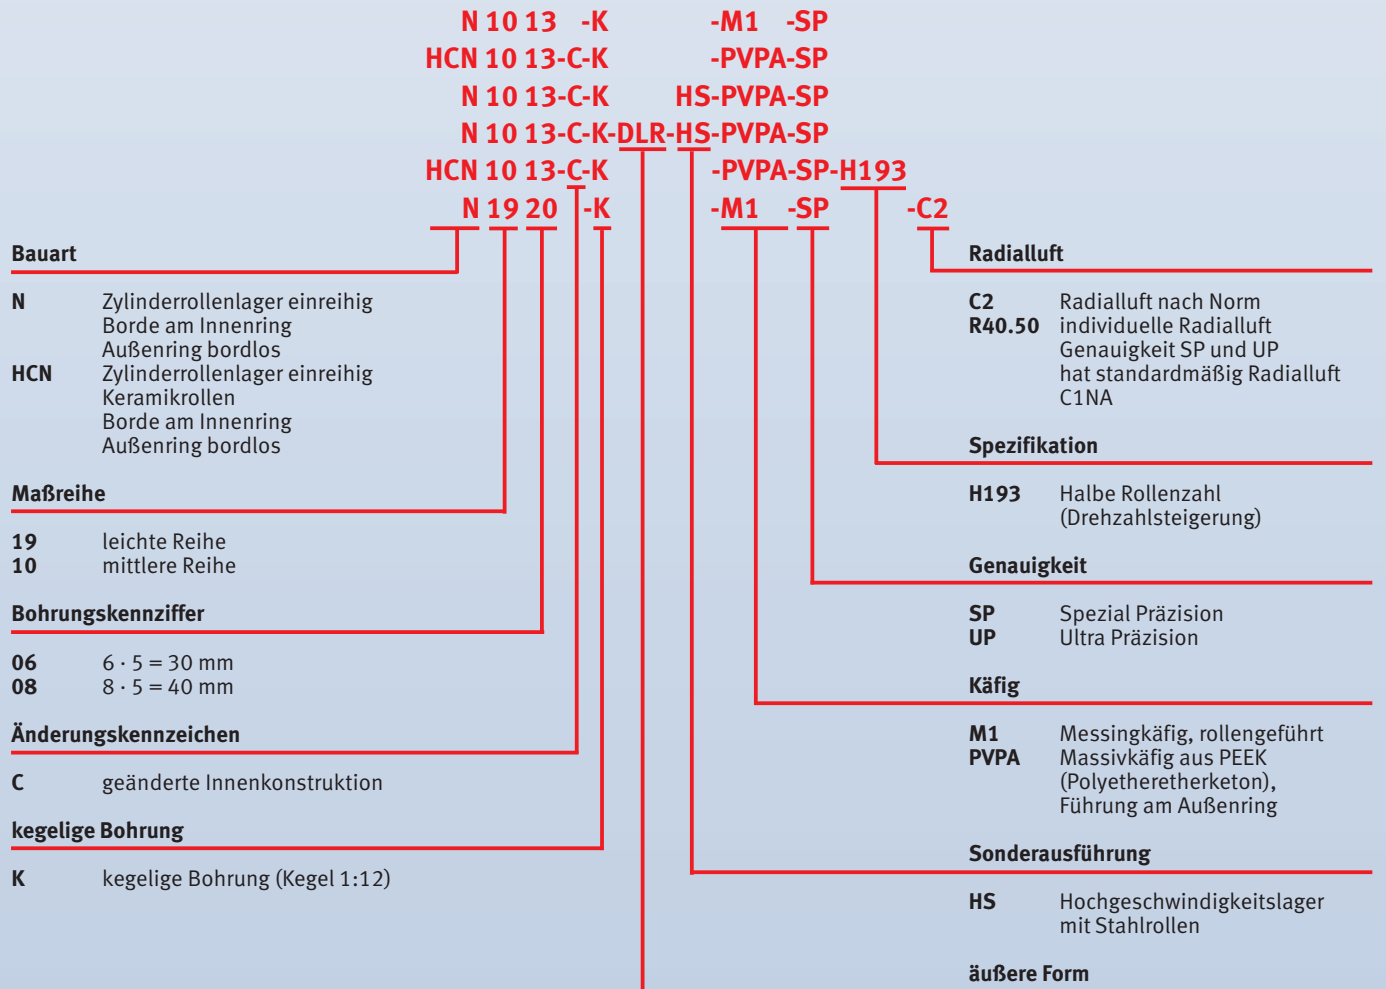 N 10 13 -K -M1 -SP
HCN 10 13-C-K -PVPA-SP
N 10 13-C-K HS-PVPA-SP
N 10 13-C-K-DLR-HS-PVPA-SP
HCN 10 13-C-K -PVPA-SP-H193
N 19 20 -K -M1 -SP -C2
Bauart
N Zylinderrollenlager einreihig
Borde am Innenring
Außenring bordlos
HCN Zylinderrollenlager einreihig
Keramikrollen
Borde am Innenring
Außenring bordlos
Maßreihe
19 leichte Reihe
10 mittlere Reihe
Bohrungskennziffer
06 6 · 5 = 30 mm
08 8 · 5 = 40 mm
Änderungskennzeichen
C geänderte Innenkonstruktion
kegelige Bohrung
K kegelige Bohrung (Kegel 1:12)
Radialluft
C2 Radialluft nach Norm
R40.50 individuelle Radialluft
Genauigkeit SP und UP
hat standardmäßig Radialluft
C1NA
Spezifikation
H193 Halbe Rollenzahl
(Drehzahlsteigerung)
Genauigkeit
SP Spezial Präzision
UP Ultra Präzision
Käfig
M1 Messingkäfig, rollengeführt
PVPA Massivkäfig aus PEEK
(Polyetheretherketon),
Führung am Außenring
Sonderausführung
HS Hochgeschwindigkeitslager
mit Stahlrollen
äußere Form